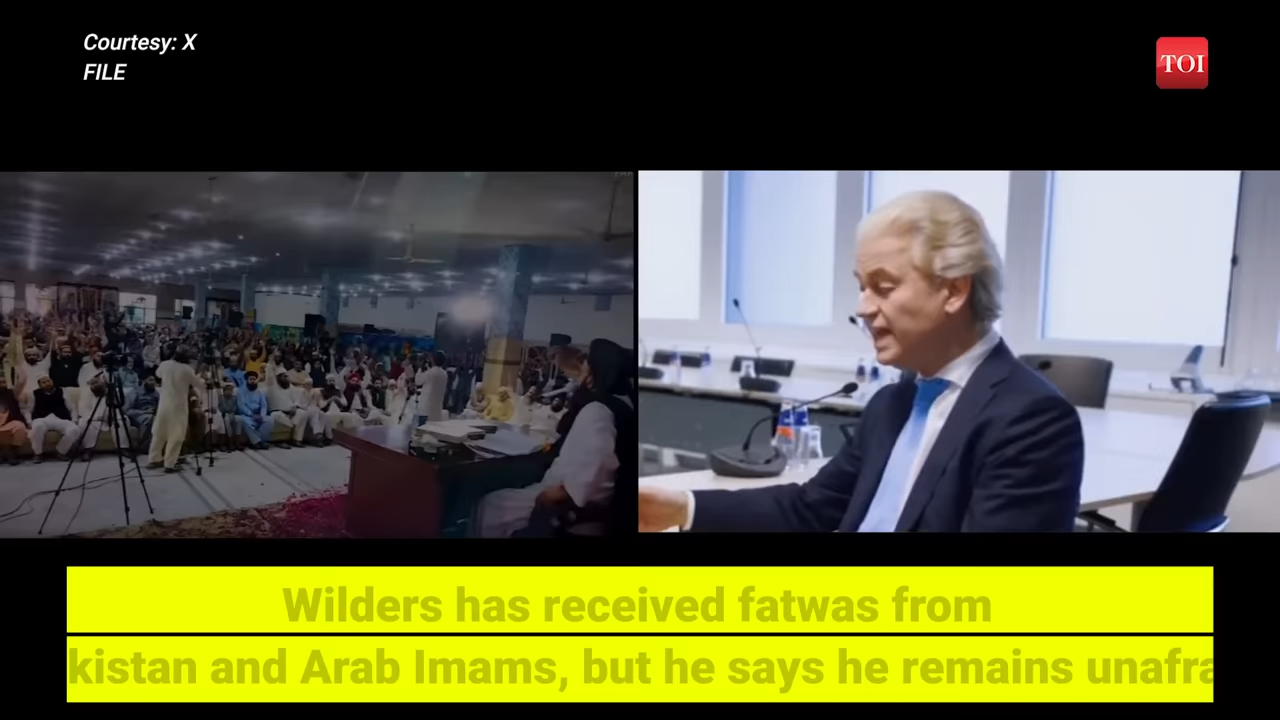 Courtesy: X
FILE
TOI
Wilders has received fatwas from
kistan and Arab Imams, but he says he remains unafra